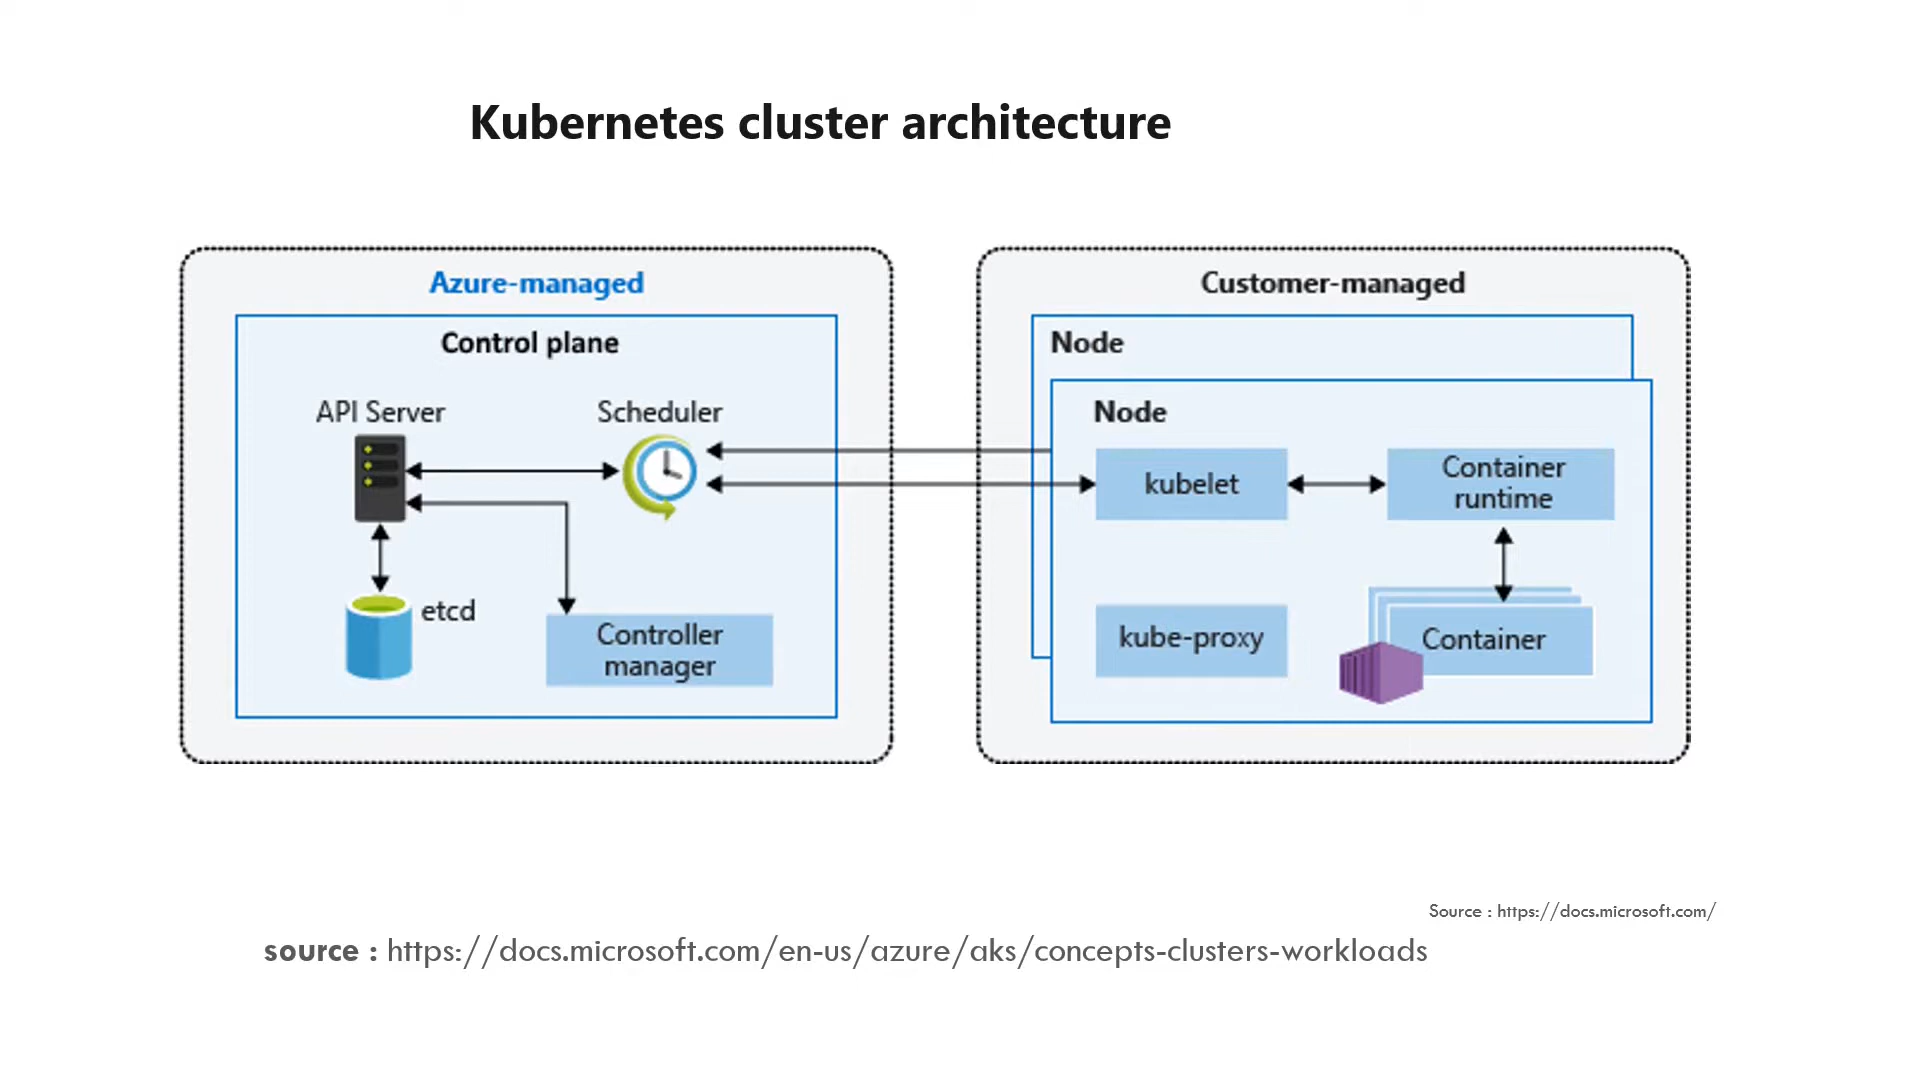 Kubernetes cluster architecture
Azure-managed
Control plane
API Server
Scheduler
etcd
Controller
manager
Customer-managed
Node
Node
kubelet
Container
runtime
kube-proxy
Container
Source : https://docs.microsoft.com/
source : https://docs.microsoft.com/en-us/azure/aks/concepts-clusters-workloads